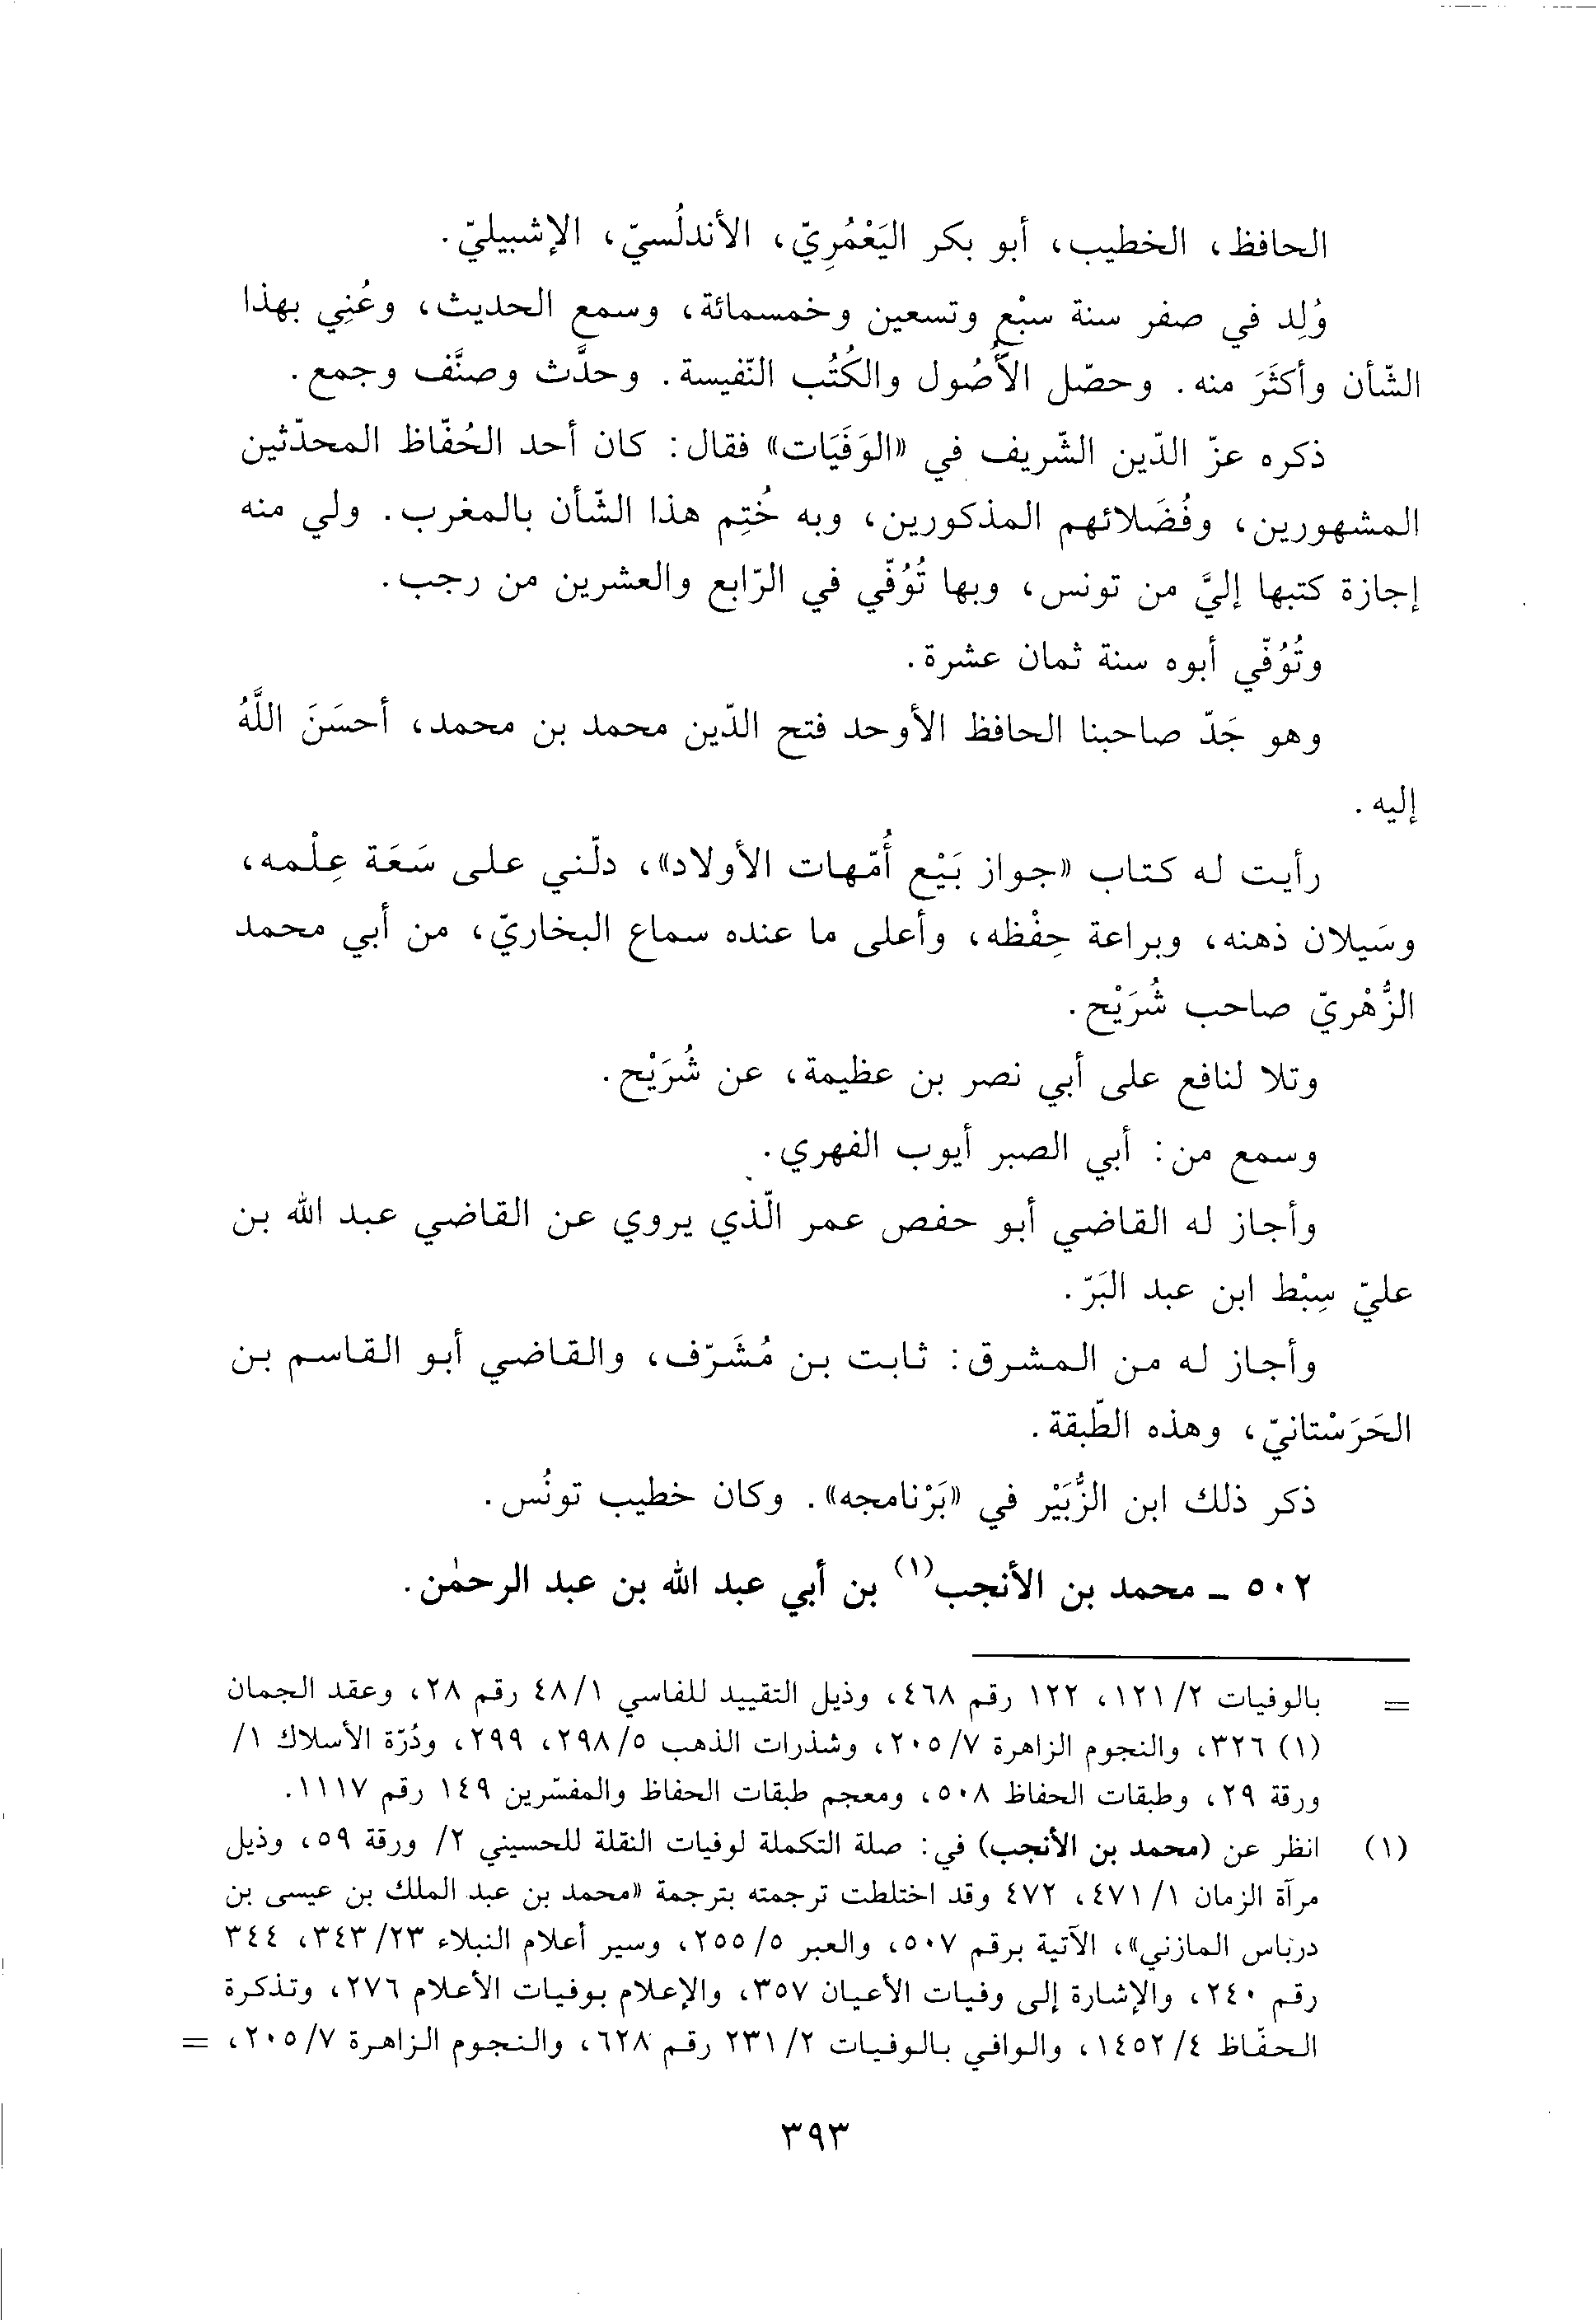 الحافظ، الخطيب، أبو بكر اليَعْمُرِيّ، الأندلُسيّ، الإشبيليّ.
وُلِد في صفر سنة سبْع وتسعين وخمسمائة، وسمع الحديث، وعُنِي بهذا
الشّأن وأكثَرَ منه. وحصّل الأُصُول والكُتُب النّفيسة. وحدَّث وصنَّف وجمع.
ذكره عزّ الدّين الشّريف في «الوَفَيَات» فقال: كان أحد الحُفّاظ المحدّثين
المشهورين، وفُضَلائهم المذكورين، وبه خُتِم هذا الشّأن بالمغرب. ولي منه
إجازة كتبها إليَّ من تونس، وبها تُوُفّي في الرّابع والعشرين من رجب.
وتُوُفّي أبوه سنة ثمان عشرة.
وهو جَدّ صاحبنا الحافظ الأوحد فتح الدّين محمد بن محمد، أحسَنَ اللَّهُ
إليه.
رأيت له كتاب «جواز بَيْع أُمّهات الأولاد»، دلّني على سَعَة عِلْمه،
وسَيلان ذهنه، وبراعة حِفْظه، وأعلى ما عنده سماع البخاريّ، من أبي محمد
الزُّهْريّ صاحب شُرَيْح.
وتلا لنافع على أبي نصر بن عظيمة، عن شُرَيْح.
وسمع من: أبي الصبر أيوب الفهري.
وأجاز له القاضي أبو حفص عمر الّذي يروي عن القاضي عبد الله بن
عليّ سِبْط ابن عبد البَرّ.
وأجاز له من المشرق: ثابت بن مُشَرّف، والقاضي أبو القاسم بن
الحَرَسْتانيّ، وهذه الطّبقة.
ذكر ذلك ابن الزُّبَيْر في «بَرْنامجه». وكان خطيب تونُس.
٥٠٢ ـ محمد بن الأنجب(١) بن أبي عبد الله بن عبد الرحمٰن.
= بالوفيات ١٢١/٢، ١٢٢ رقم ٤٦٨، وذيل التقييد للفاسي ٤٨/١ رقم ٢٨، وعقد الجمان
(١) ٣٢٦، والنجوم الزاهرة ٢٠٥/٧، وشذرات الذهب ٢٩٨/٥، ٢٩٩، ودُرّة الأسلاك ١/
ورقة ٢٩، وطبقات الحفاظ ٥٠٨، ومعجم طبقات الحفاظ والمفسّرين ١٤٩ رقم ١١١٧.
(١) انظر عن (محمد بن الأنجب) في: صلة التكملة لوفيات النقلة للحسيني ٢/ ورقة ٥٩، وذيل
مرآة الزمان ٤٧١/١، ٤٧٢ وقد اختلطت ترجمته بترجمة «محمد بن عبد الملك بن عيسى بن
درباس المازني»، الآتية برقم ٥٠٧، والعبر ٢٥٥/٥، وسير أعلام النبلاء ٣٤٣/٢٣، ٣٤٤
رقم ٢٤٠، والإشارة إلى وفيات الأعيان ٣٥٧، والإعلام بوفيات الأعلام ٢٧٦، وتذكرة
الحفّاظ ١٤٥٢/٤، والوافي بالوفيات ٢٣١/٢ رقم ٦٢٨، والنجوم الزاهرة ٢٠٥/٧، =
٣٩٣